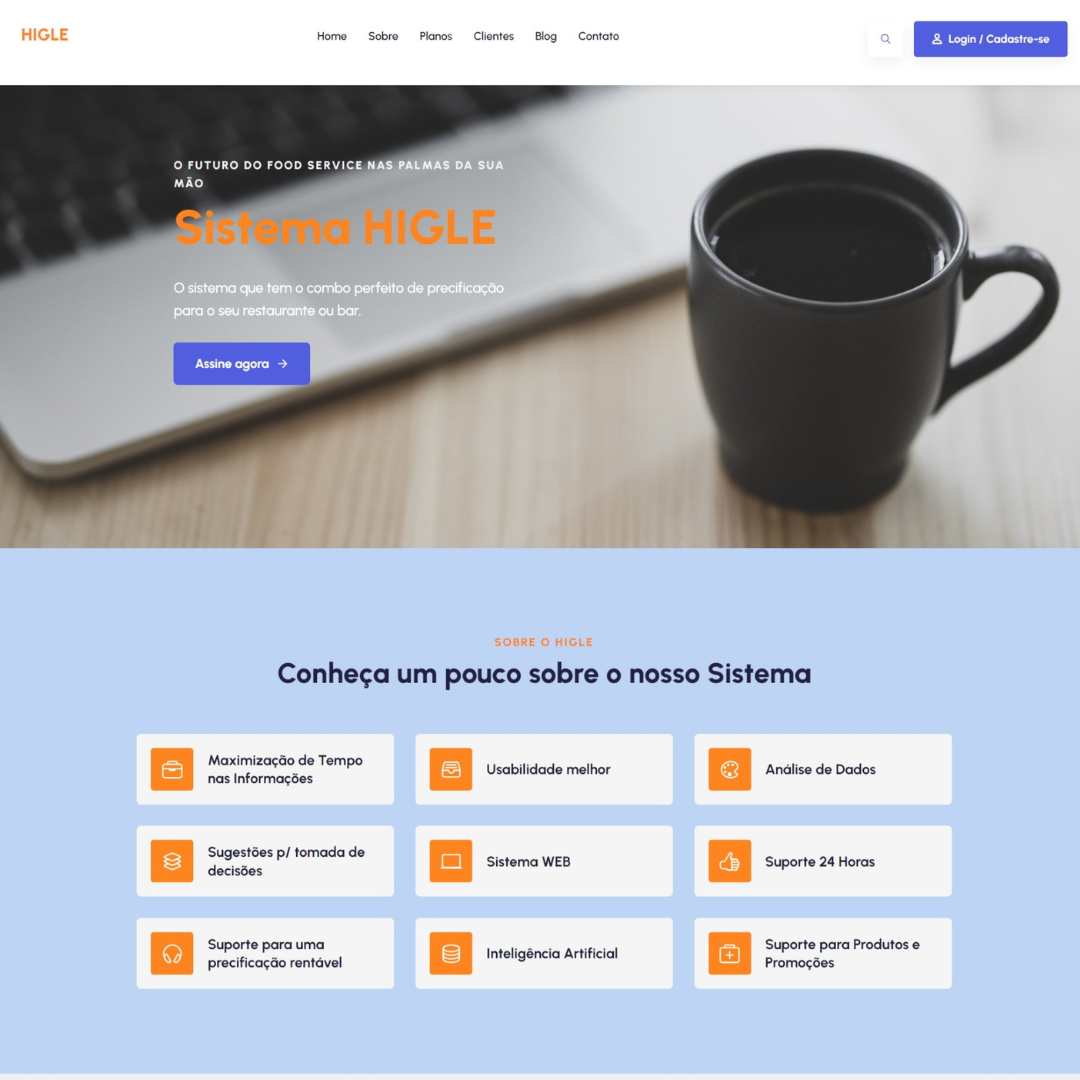 HIGLE
Home Sobre Planos Clientes Blog Contato
Login / Cadastre-se
O FUTURO DO FOOD SERVICE NAS PALMAS DA SUA
MÃO
Sistema HIGLE
O sistema que tem o combo perfeito de precificação
para o seu restaurante ou bar.
Assine agora
SOBRE O HIGLE
Conheça um pouco sobre o nosso Sistema
Maximização de Tempo
nas Informações
Usabilidade melhor
Análise de Dados
Sugestões p/ tomada de
decisões
Sistema WEB
Suporte 24 Horas
Suporte para uma
precificação rentável
Inteligência Artificial
Suporte para Produtos e
Promoções